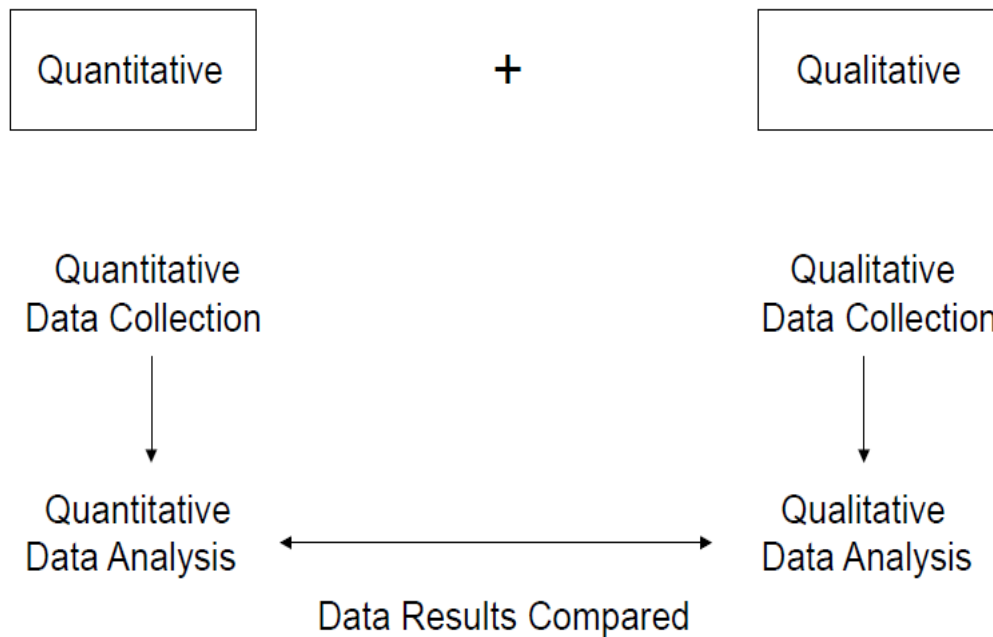 Quantitative
+
Qualitative
Quantitative
Data Collection
Qualitative
Data Collection
Quantitative
Data Analysis
Qualitative
Data Analysis
Data Results Compared